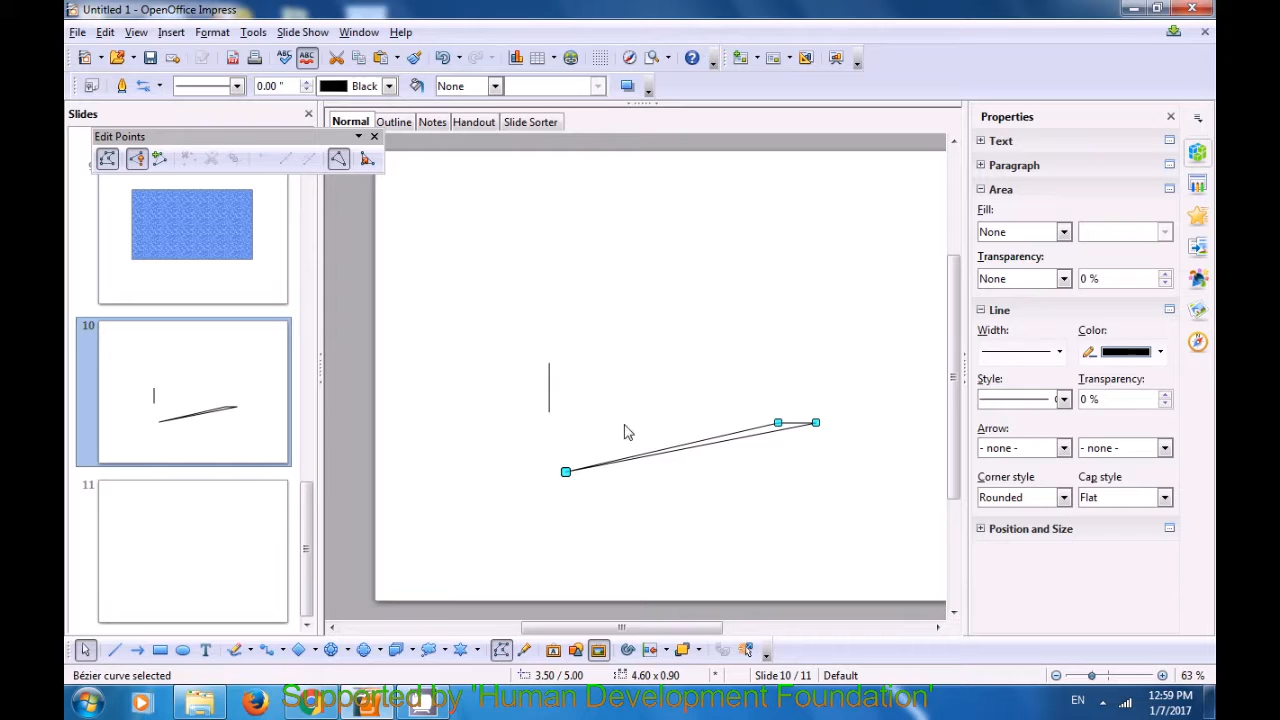 Untitled 1 - OpenOffice Impress
File Edit View Insert Format Tools Slide Show Window Help
0.00 " Black None
Slides
Normal Outline Notes Handout Slide Sorter
Edit Points
10
11
Properties
Text
Paragraph
Area
Fill:
None
Transparency:
None 0 %
Line
Width: Color:
Style: Transparency:
0 %
Arrow:
- none - - none -
Corner style Cap style
Rounded Flat
Position and Size
Bézier curve selected 3.50 / 5.00 4.60 x 0.90 * Slide 10 / 11 Default 63 %
EN 12:59 PM
1/7/2017
Supported by 'Human Development Foundation'